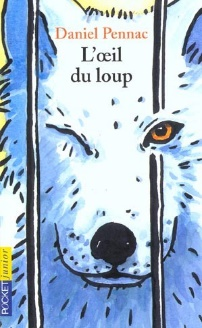 Daniel Pennac
L'œil
du loup
POCKET junior